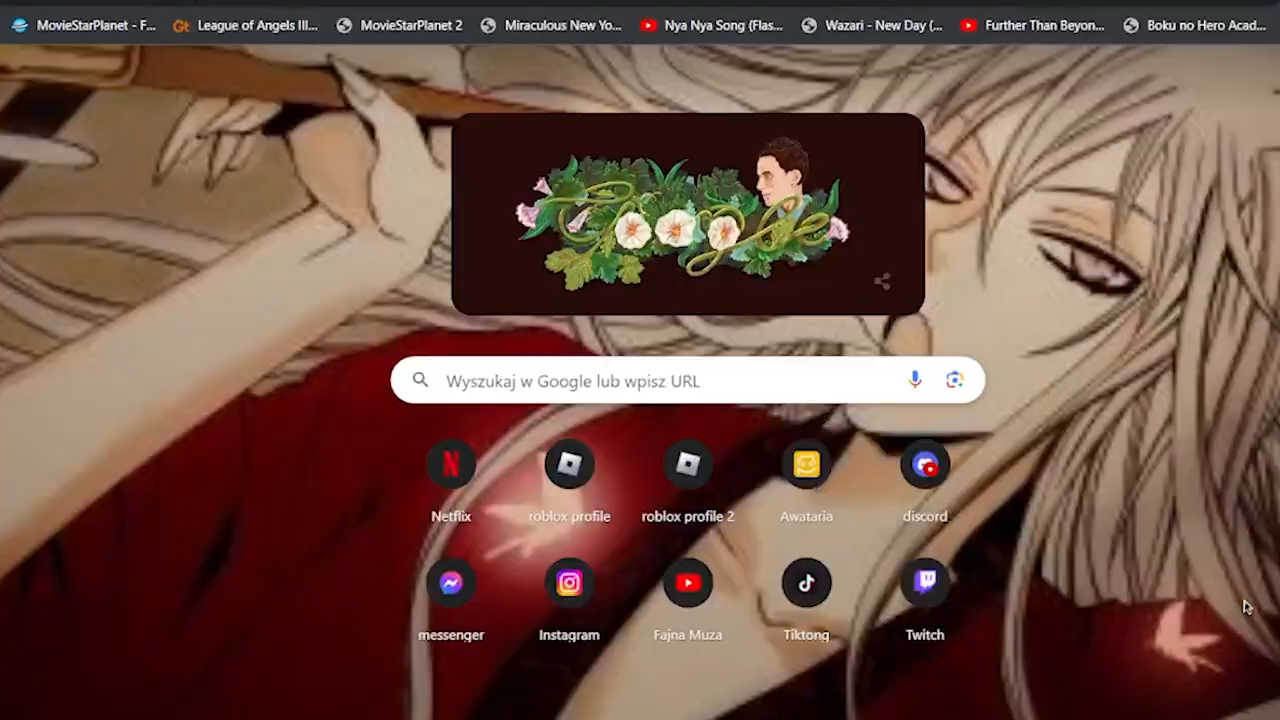 MovieStarPlanet - F...
League of Angels III...
MovieStarPlanet 2
Miraculous New Yo...
Nya Nya Song (Flas...
Wazari - New Day (...
Further Than Beyon...
Boku no Hero Acad...
Wyszukaj w Google lub wpisz URL
Netflix
roblox profile
roblox profile 2
Awataria
discord
messenger
Instagram
Fajna Muza
Tiktong
Twitch